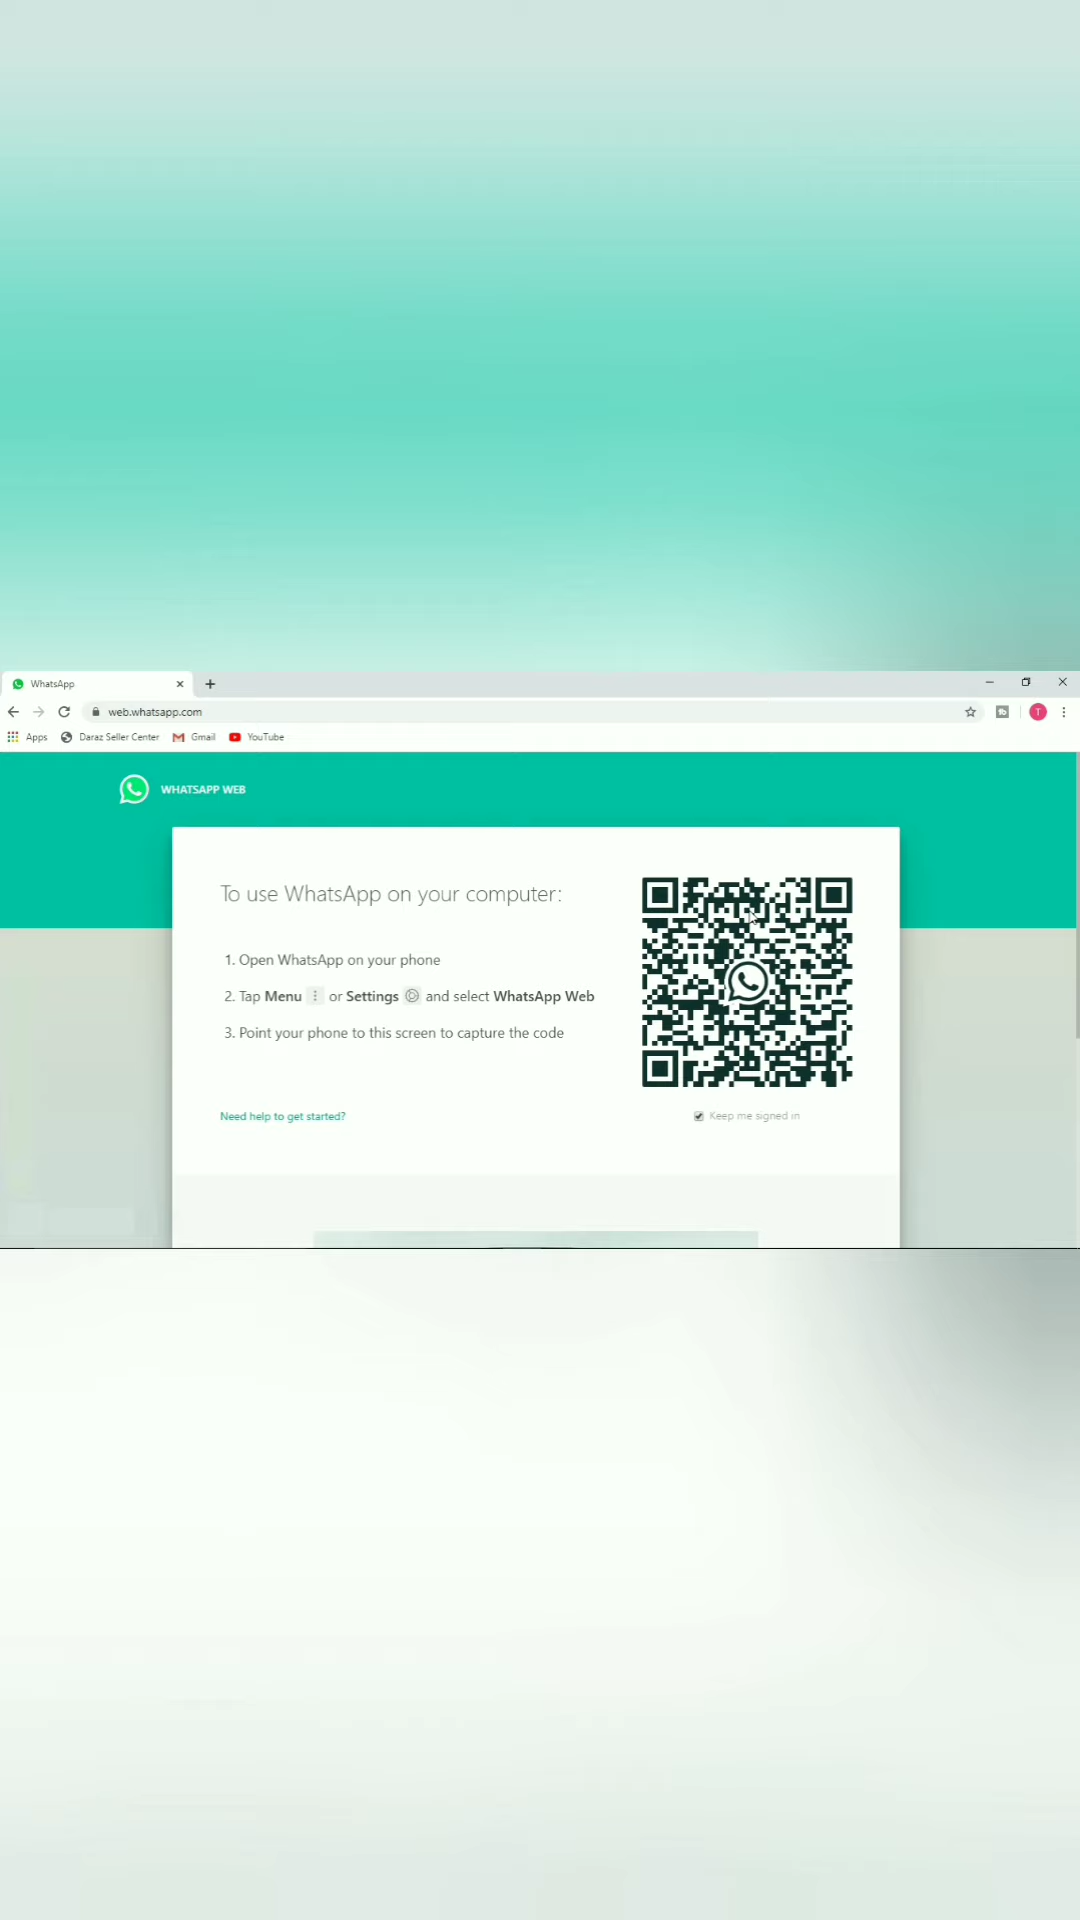 WhatsApp
web.whatsapp.com
T
Apps Daraz Seller Center Gmail YouTube
WHATSAPP WEB
To use WhatsApp on your computer:
1. Open WhatsApp on your phone
2. Tap Menu or Settings and select WhatsApp Web
3. Point your phone to this screen to capture the code
Need help to get started?
Keep me signed in